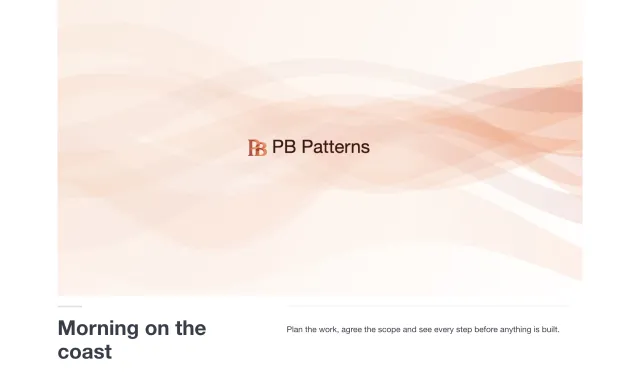 PB PB Patterns
Morning on the
coast
Plan the work, agree the scope and see every step before anything is built.